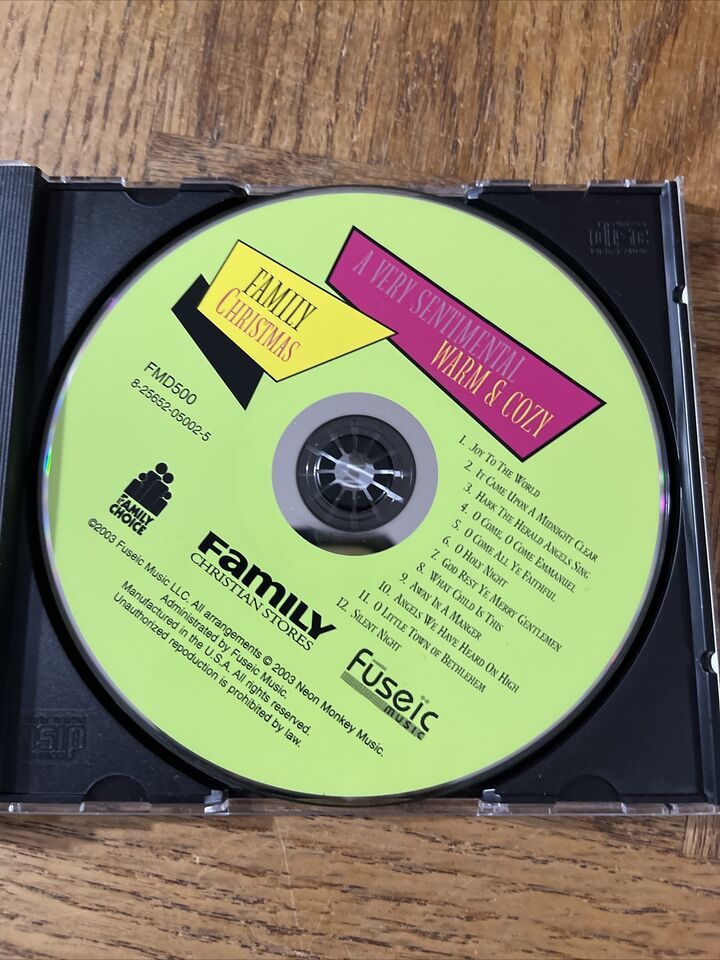 FAMILY
CHRISTMAS
A VERY SENTIMENTAL
WARM & COZY
FMD500
8-25652-05002-5
1. JOY TO THE WORLD
2. IT CAME UPON A MIDNIGHT CLEAR
3. HARK THE HERALD ANGELS SING
4. O COME, O COME EMMANUEL
5. O COME ALL YE FAITHFUL
6. O HOLY NIGHT
7. GOD REST YE MERRY GENTLEMEN
8. WHAT CHILD IS THIS
9. AWAY IN A MANGER
10. ANGELS WE HAVE HEARD ON HIGH
11. O LITTLE TOWN OF BETHLEHEM
12. SILENT NIGHT
FAMILY
CHOICE
FaMILY
CHRISTIAN STORES
fuseic
MUSIC
©2003 Fuseic Music LLC. All arrangements © 2003 Neon Monkey Music.
Administrated by Fuseic Music.
Manufactured in the U.S.A. All rights reserved.
Unauthorized repoduction is prohibited by law.
disc